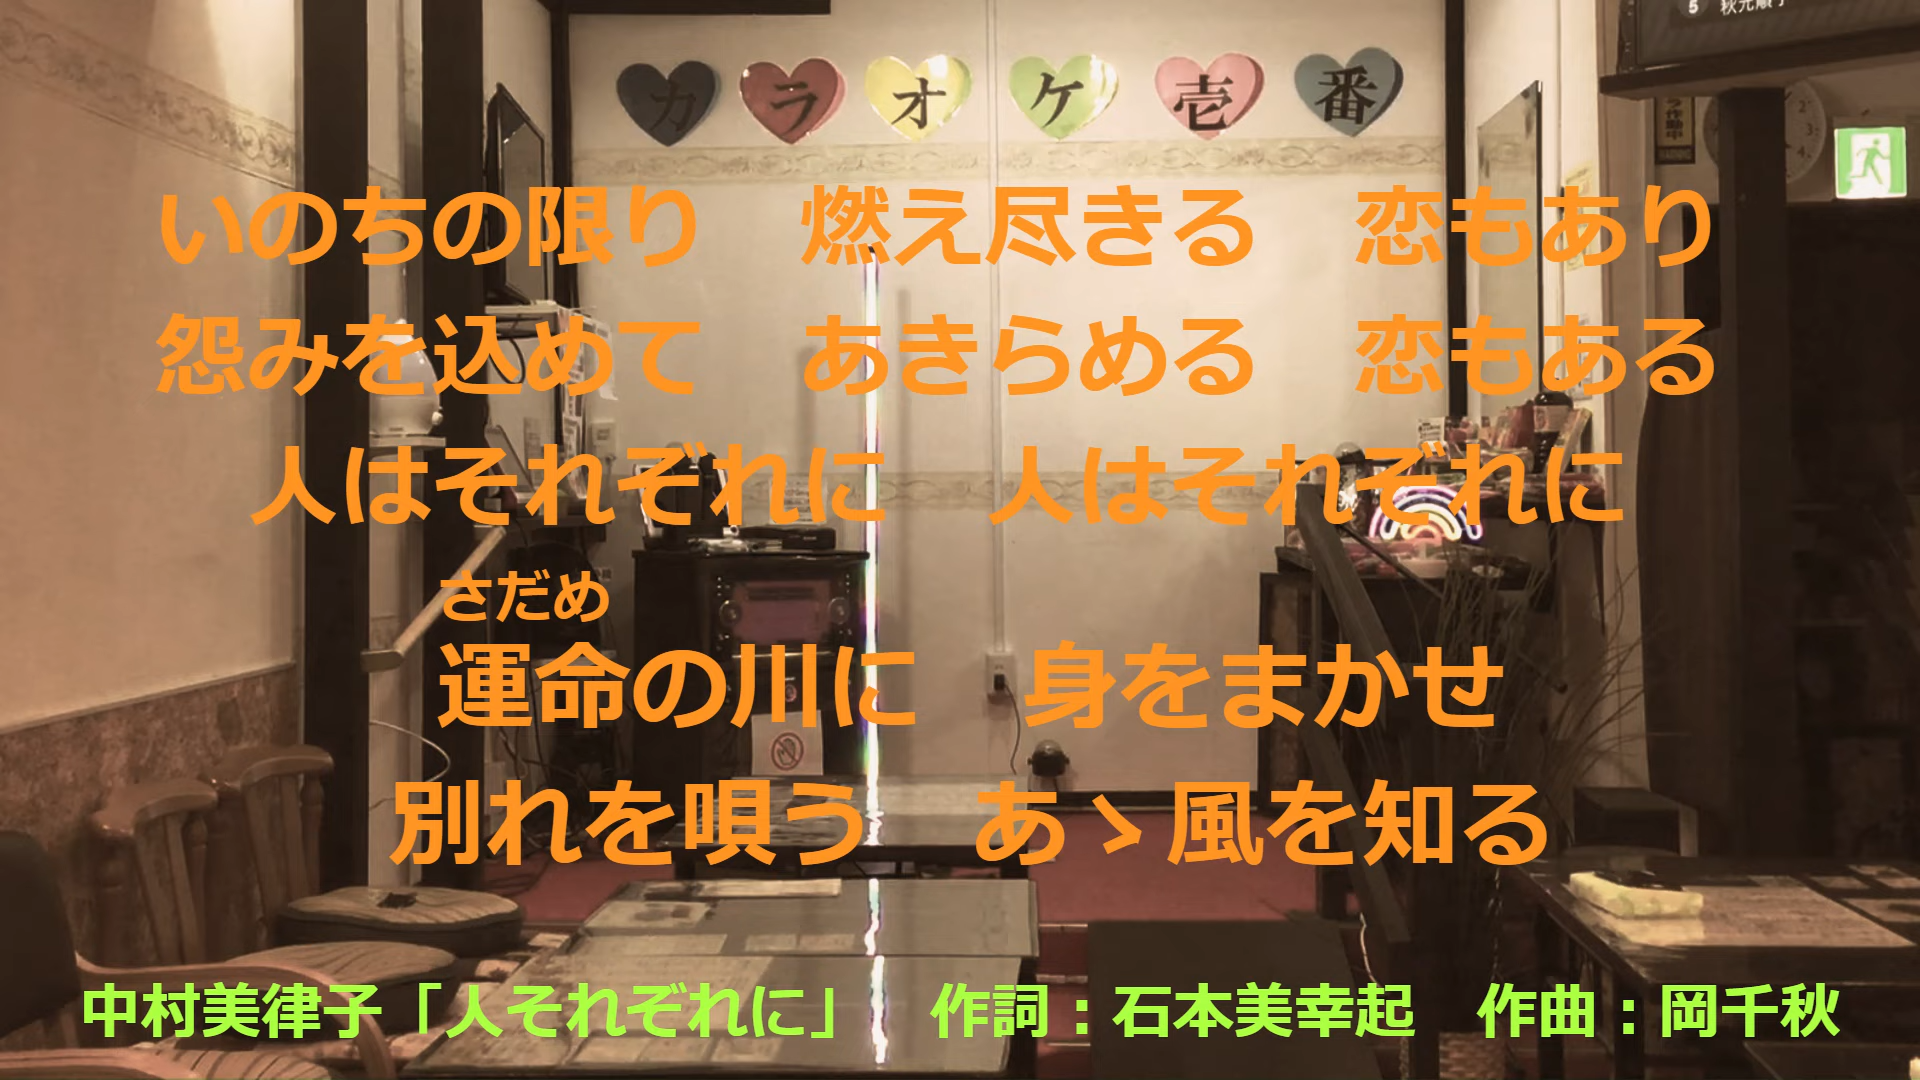 5 秋元順子
カラオケ壱番
いのちの限り　燃え尽きる　恋もあり
怨みを込めて　あきらめる　恋もある
人はそれぞれに　人はそれぞれに
さだめ
運命の川に　身をまかせ
別れを唄う　あゝ風を知る
中村美律子「人それぞれに」　作詞：石本美幸起　作曲：岡千秋